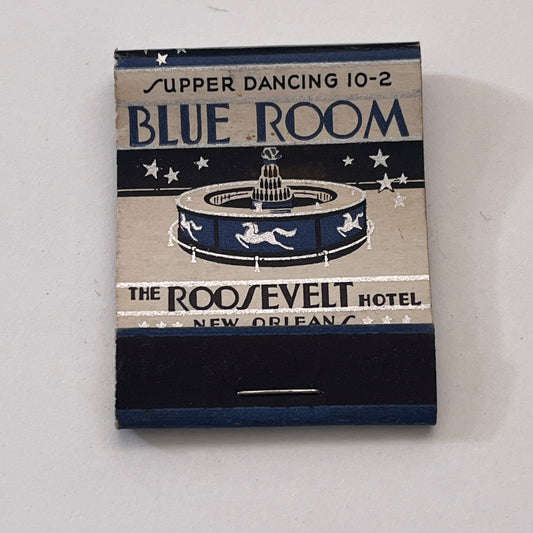 SUPPER DANCING 10-2
BLUE ROOM
THE ROOSEVELT HOTEL
NEW ORLEANS